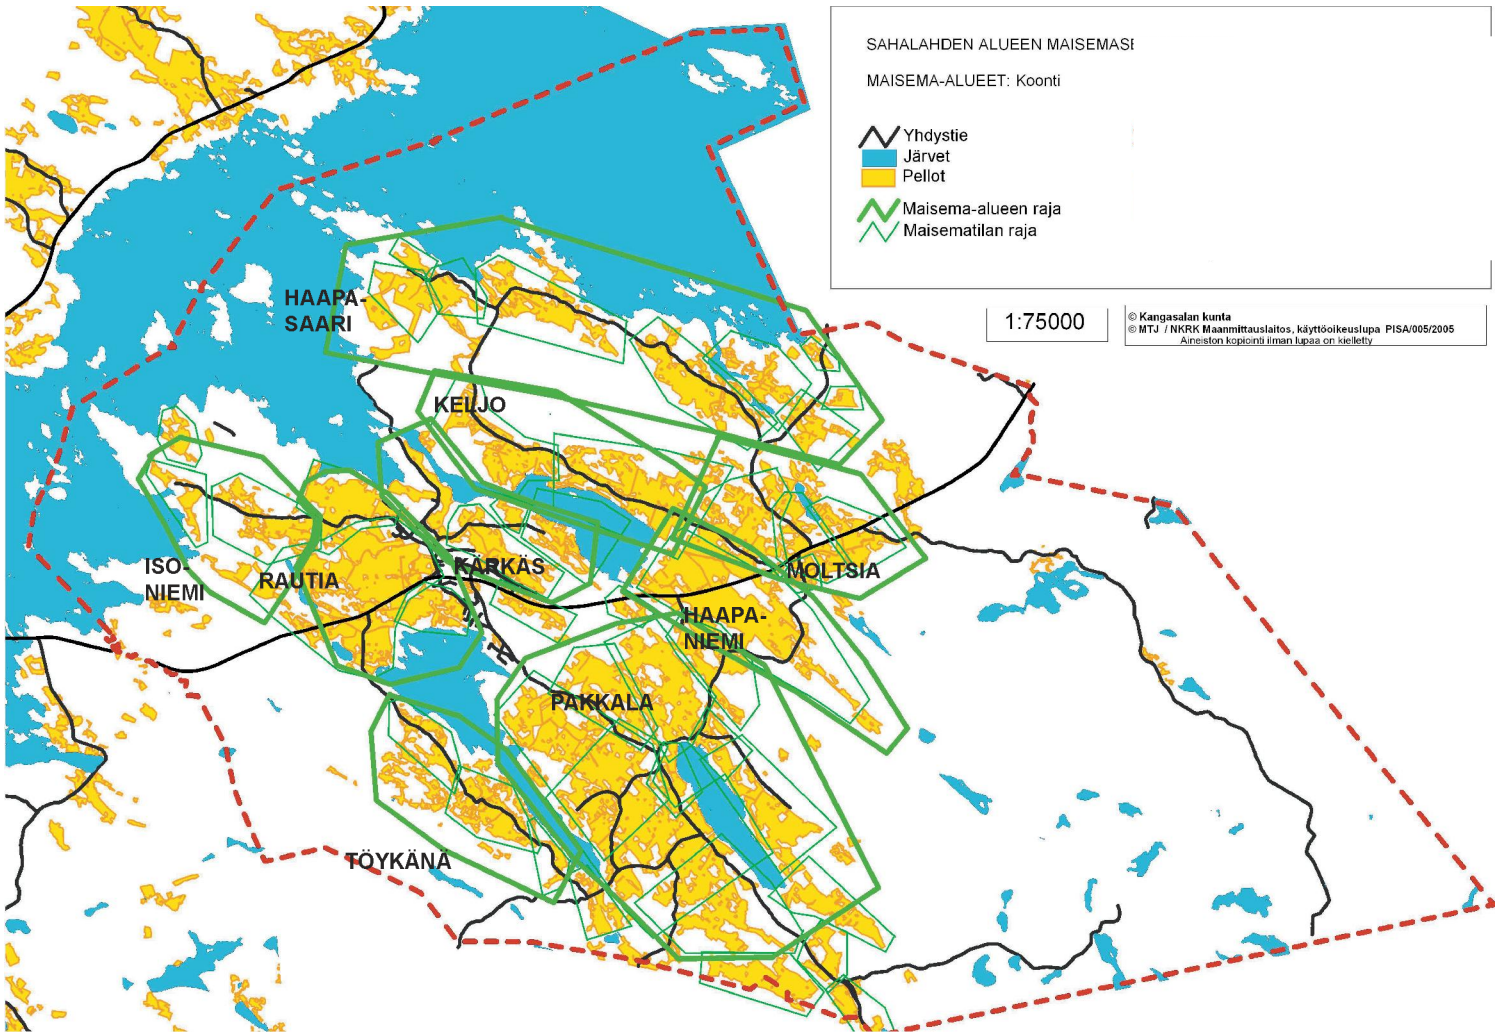 SAHALAHDEN ALUEEN MAISEMASE
MAISEMA-ALUEET: Koonti
Yhdystie
Järvet
Pellot
Maisema-alueen raja
Maisematilan raja
1:75000
© Kangasalan kunta
© MTJ / NKRK Maanmittauslaitos, käyttöoikeuslupa PISA/005/2005
Aineiston kopiointi ilman lupaa on kielletty
HAAPA-
SAARI
KELJO
ISO-
NIEMI
RAUTIA
KÄRKÄS
MOLTSIA
HAAPA-
NIEMI
PAKKALA
TÖYKÄNÄ